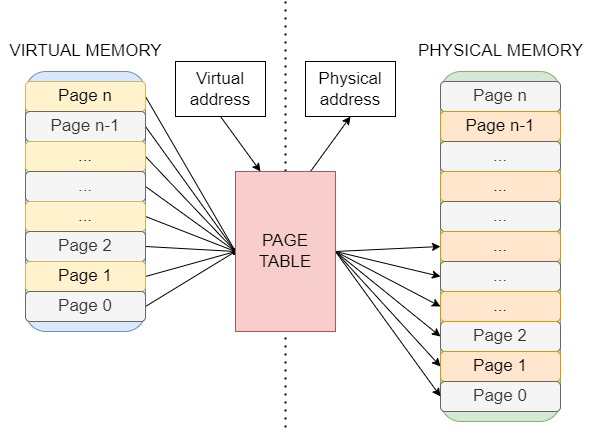 VIRTUAL MEMORY
Page n
Page n-1
...
...
...
Page 2
Page 1
Page 0
Virtual
address
Physical
address
PAGE
TABLE
PHYSICAL MEMORY
Page n
Page n-1
...
...
...
...
...
...
Page 2
Page 1
Page 0